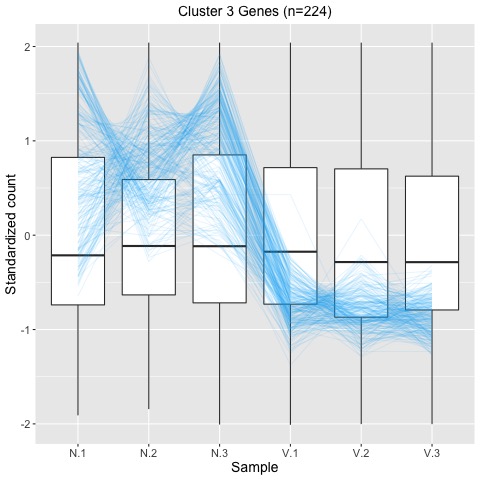 Cluster 3 Genes (n=224)
Standardized count
2
1
0
-1
-2
N.1 N.2 N.3 V.1 V.2 V.3
Sample